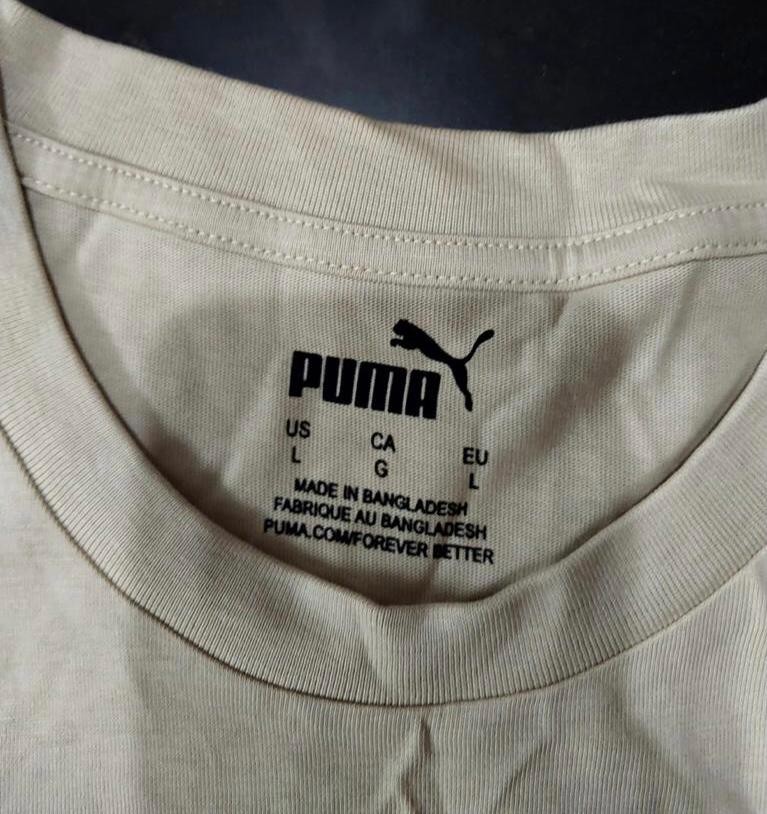 PUMA
US CA EU
L G L
MADE IN BANGLADESH
FABRIQUE AU BANGLADESH
PUMA.COM/FOREVER BETTER